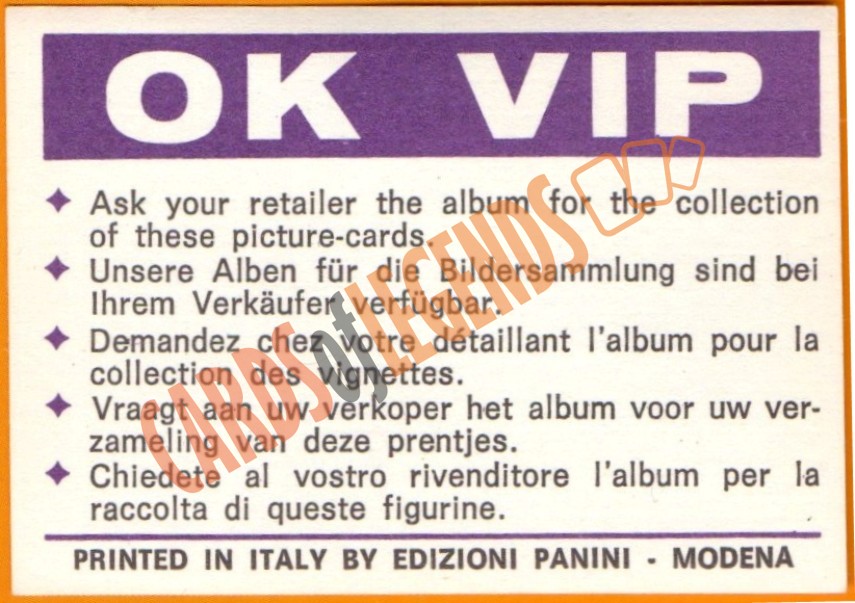 OK VIP
✦ Ask your retailer the album for the collection
of these picture-cards.
✦ Unsere Alben für die Bildersammlung sind bei
Ihrem Verkäufer verfügbar.
✦ Demandez chez votre détaillant l'album pour la
collection des vignettes.
✦ Vraagt aan uw verkoper het album voor uw ver-
zameling van deze prentjes.
✦ Chiedete al vostro rivenditore l'album per la
raccolta di queste figurine.
PRINTED IN ITALY BY EDIZIONI PANINI - MODENA
CARDS of LEGENDS